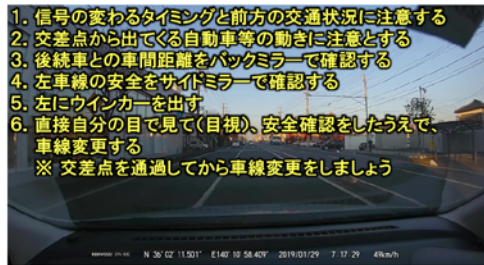 1. 信号の変わるタイミングと前方の交通状況に注意する
2. 交差点から出てくる自動車等の動きに注意とする
3. 後続車との車間距離をバックミラーで確認する
4. 左車線の安全をサイドミラーで確認する
5. 左にウインカーを出す
6. 直接自分の目で見て(目視)、安全確認をしたうえで、
車線変更する
※ 交差点を通過してから車線変更をしましょう
N 36°02'11.501" E140°10'58.409" 2019/01/29 7:17:29 49km/h